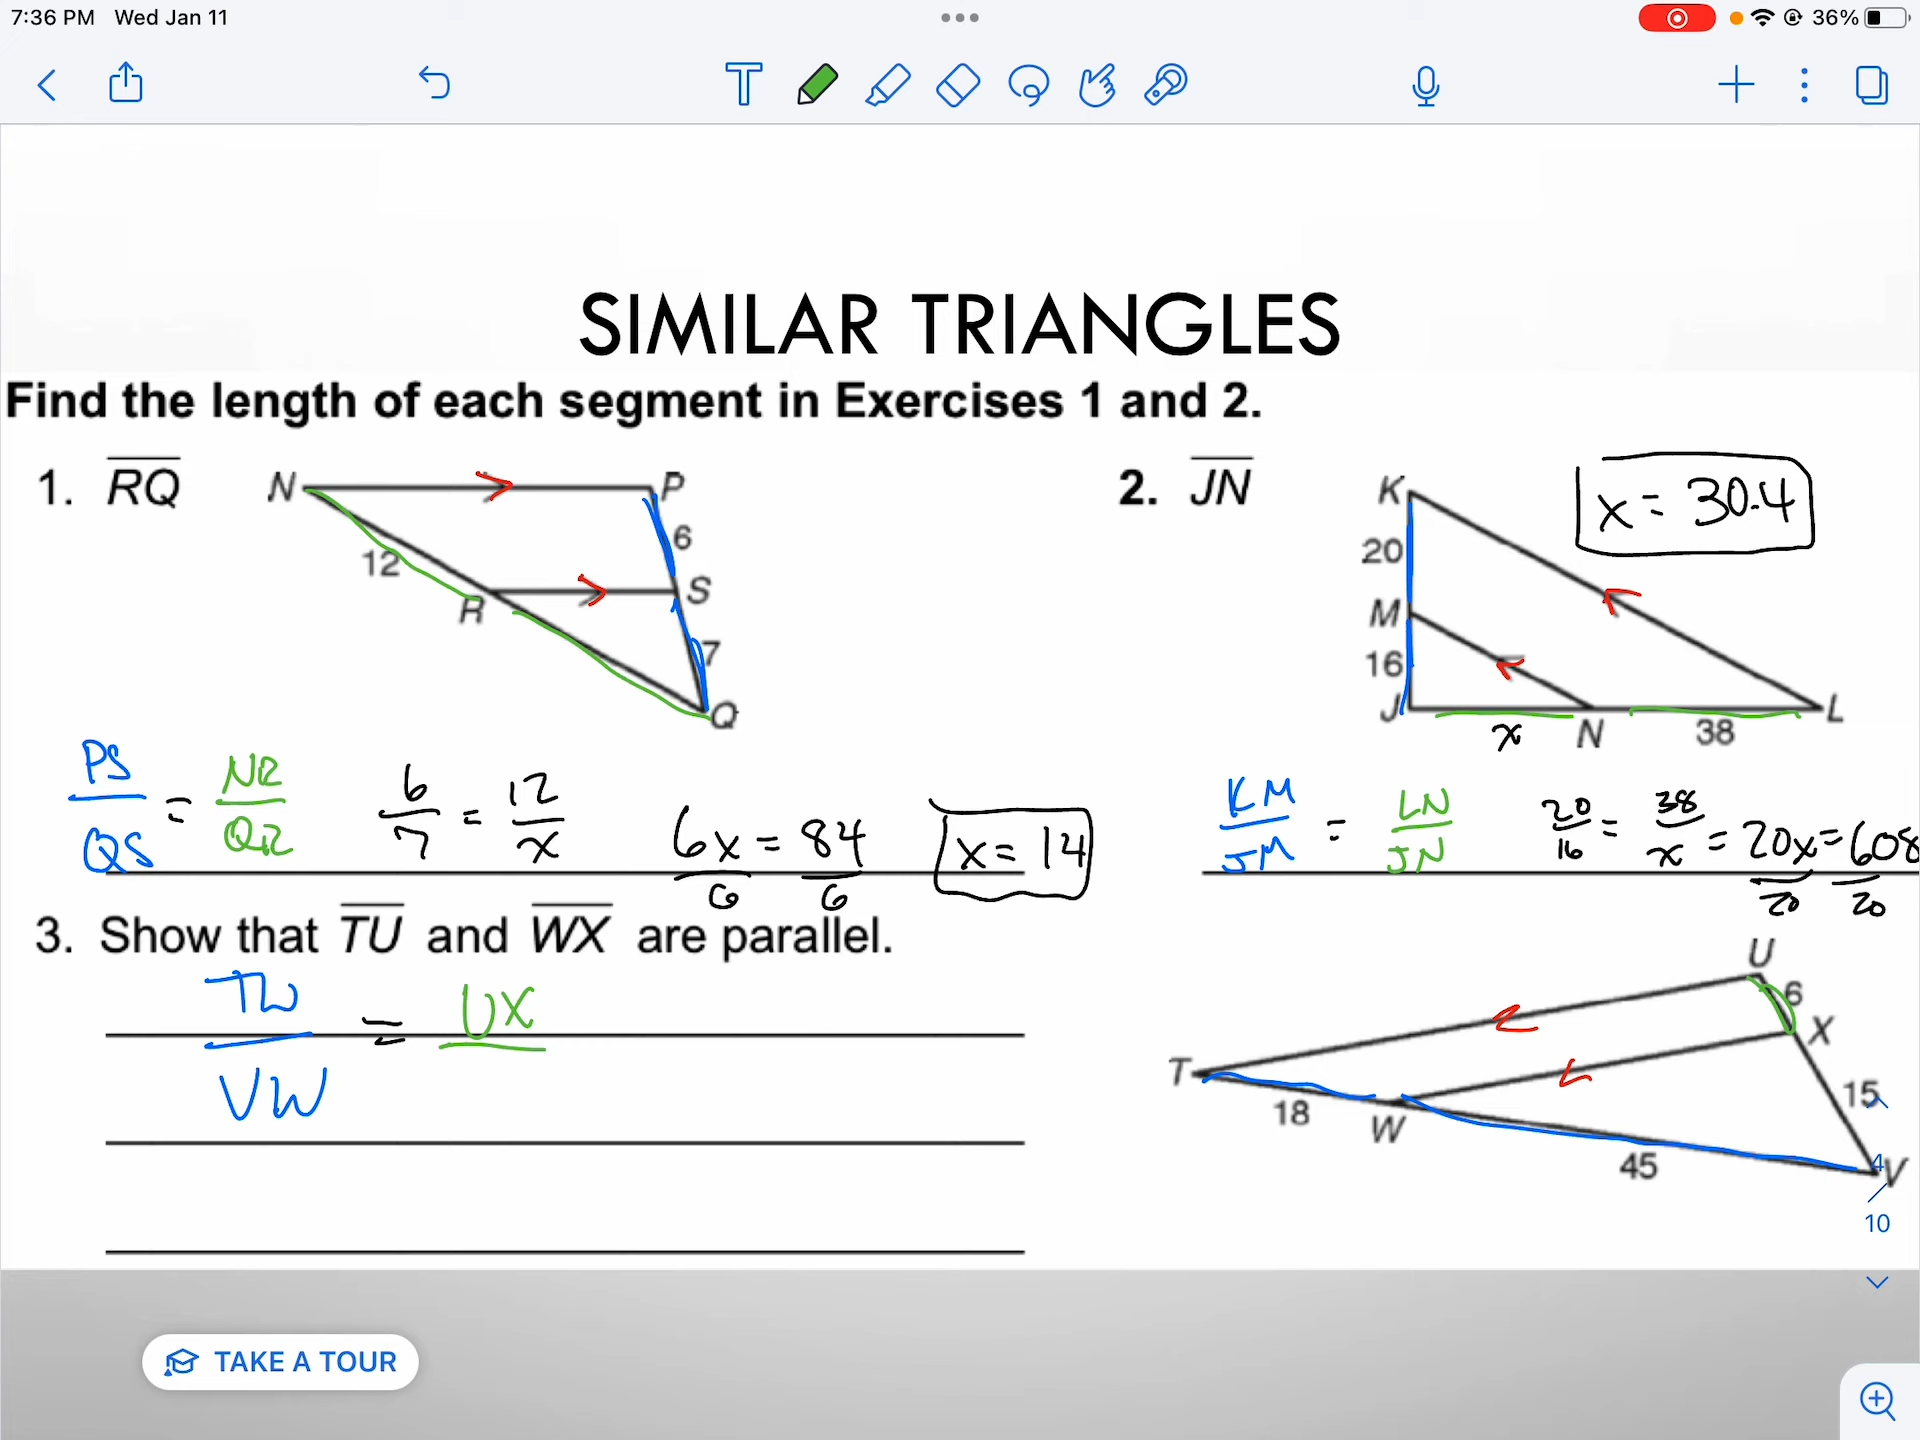 7:36 PM Wed Jan 11
36%
T
SIMILAR TRIANGLES
Find the length of each segment in Exercises 1 and 2.
1. RQ
N
P
6
12
S
R
7
Q
PS/QS = NR/QR
6/7 = 12/x
6x/6 = 84/6
x = 14
2. JN
K
20
M
16
J
x
N
38
L
x = 30.4
KM/JM = LN/JN
20/16 = 38/x = 20x/20 = 608/20
3. Show that TU and WX are parallel.
TW/VW = UX
U
6
X
T
15
18
W
45
V
4
10
TAKE A TOUR